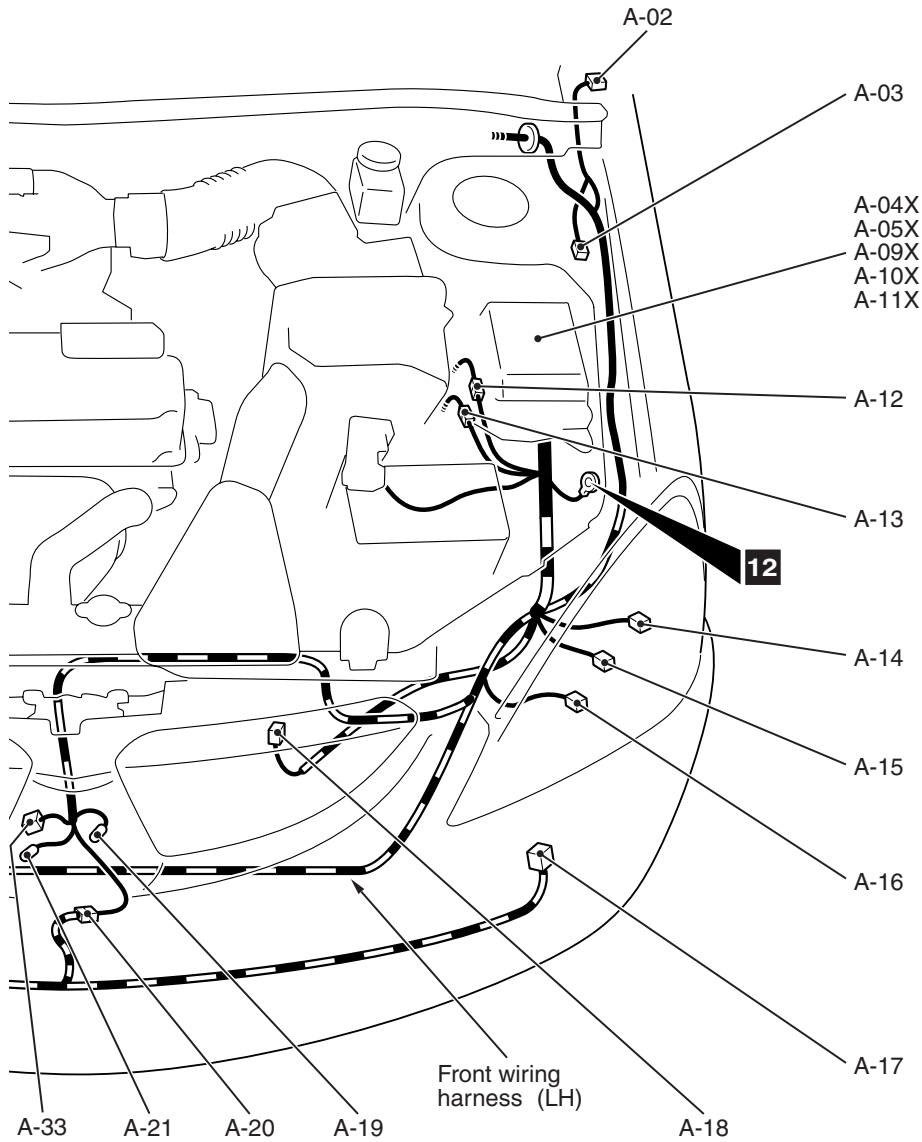 A-02
A-03
A-04X
A-05X
A-09X
A-10X
A-11X
A-12
A-13
12
A-14
A-15
A-16
A-17
Front wiring
harness (LH)
A-33
A-21
A-20
A-19
A-18